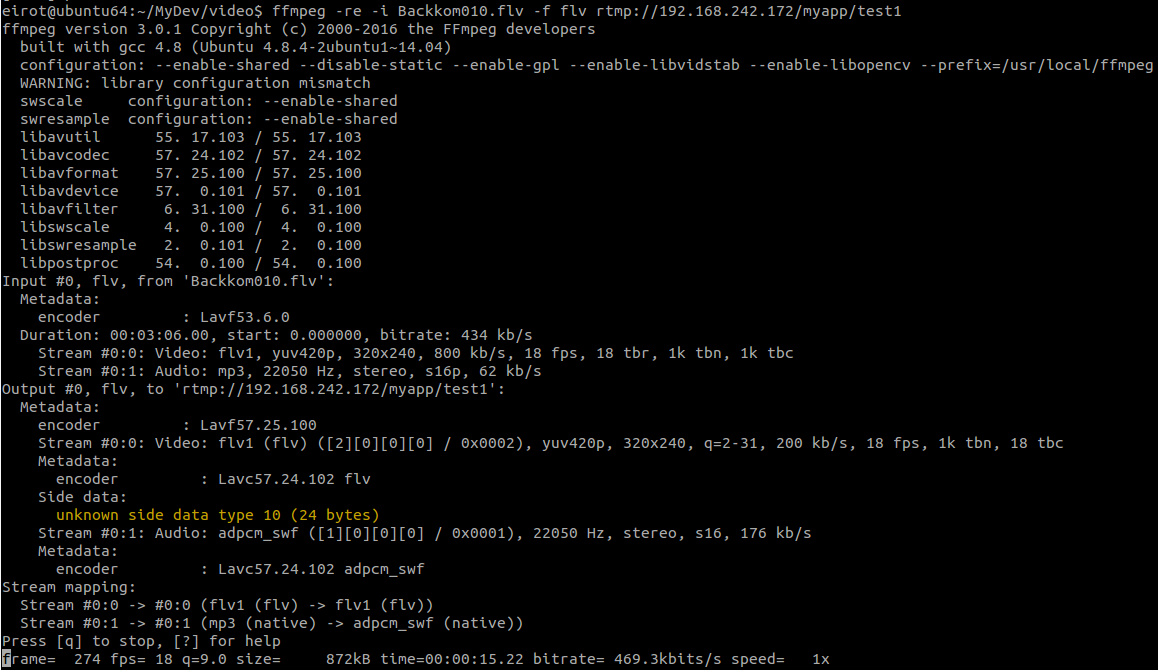 eirot@ubuntu64:~/MyDev/video$ ffmpeg -re -i Backkom010.flv -f flv rtmp://192.168.242.172/myapp/test1
ffmpeg version 3.0.1 Copyright (c) 2000-2016 the FFmpeg developers
  built with gcc 4.8 (Ubuntu 4.8.4-2ubuntu1~14.04)
  configuration: --enable-shared --disable-static --enable-gpl --enable-libvidstab --enable-libopencv --prefix=/usr/local/ffmpeg
  WARNING: library configuration mismatch
  swscale     configuration: --enable-shared
  swresample  configuration: --enable-shared
  libavutil      55. 17.103 / 55. 17.103
  libavcodec     57. 24.102 / 57. 24.102
  libavformat    57. 25.100 / 57. 25.100
  libavdevice    57.  0.101 / 57.  0.101
  libavfilter     6. 31.100 /  6. 31.100
  libswscale      4.  0.100 /  4.  0.100
  libswresample   2.  0.101 /  2.  0.100
  libpostproc    54.  0.100 / 54.  0.100
Input #0, flv, from 'Backkom010.flv':
  Metadata:
    encoder         : Lavf53.6.0
  Duration: 00:03:06.00, start: 0.000000, bitrate: 434 kb/s
    Stream #0:0: Video: flv1, yuv420p, 320x240, 800 kb/s, 18 fps, 18 tbr, 1k tbn, 1k tbc
    Stream #0:1: Audio: mp3, 22050 Hz, stereo, s16p, 62 kb/s
Output #0, flv, to 'rtmp://192.168.242.172/myapp/test1':
  Metadata:
    encoder         : Lavf57.25.100
    Stream #0:0: Video: flv1 (flv) ([2][0][0][0] / 0x0002), yuv420p, 320x240, q=2-31, 200 kb/s, 18 fps, 1k tbn, 18 tbc
    Metadata:
      encoder         : Lavc57.24.102 flv
    Side data:
      unknown side data type 10 (24 bytes)
    Stream #0:1: Audio: adpcm_swf ([1][0][0][0] / 0x0001), 22050 Hz, stereo, s16, 176 kb/s
    Metadata:
      encoder         : Lavc57.24.102 adpcm_swf
Stream mapping:
  Stream #0:0 -> #0:0 (flv1 (flv) -> flv1 (flv))
  Stream #0:1 -> #0:1 (mp3 (native) -> adpcm_swf (native))
Press [q] to stop, [?] for help
frame=  274 fps= 18 q=9.0 size=     872kB time=00:00:15.22 bitrate= 469.3kbits/s speed=   1x